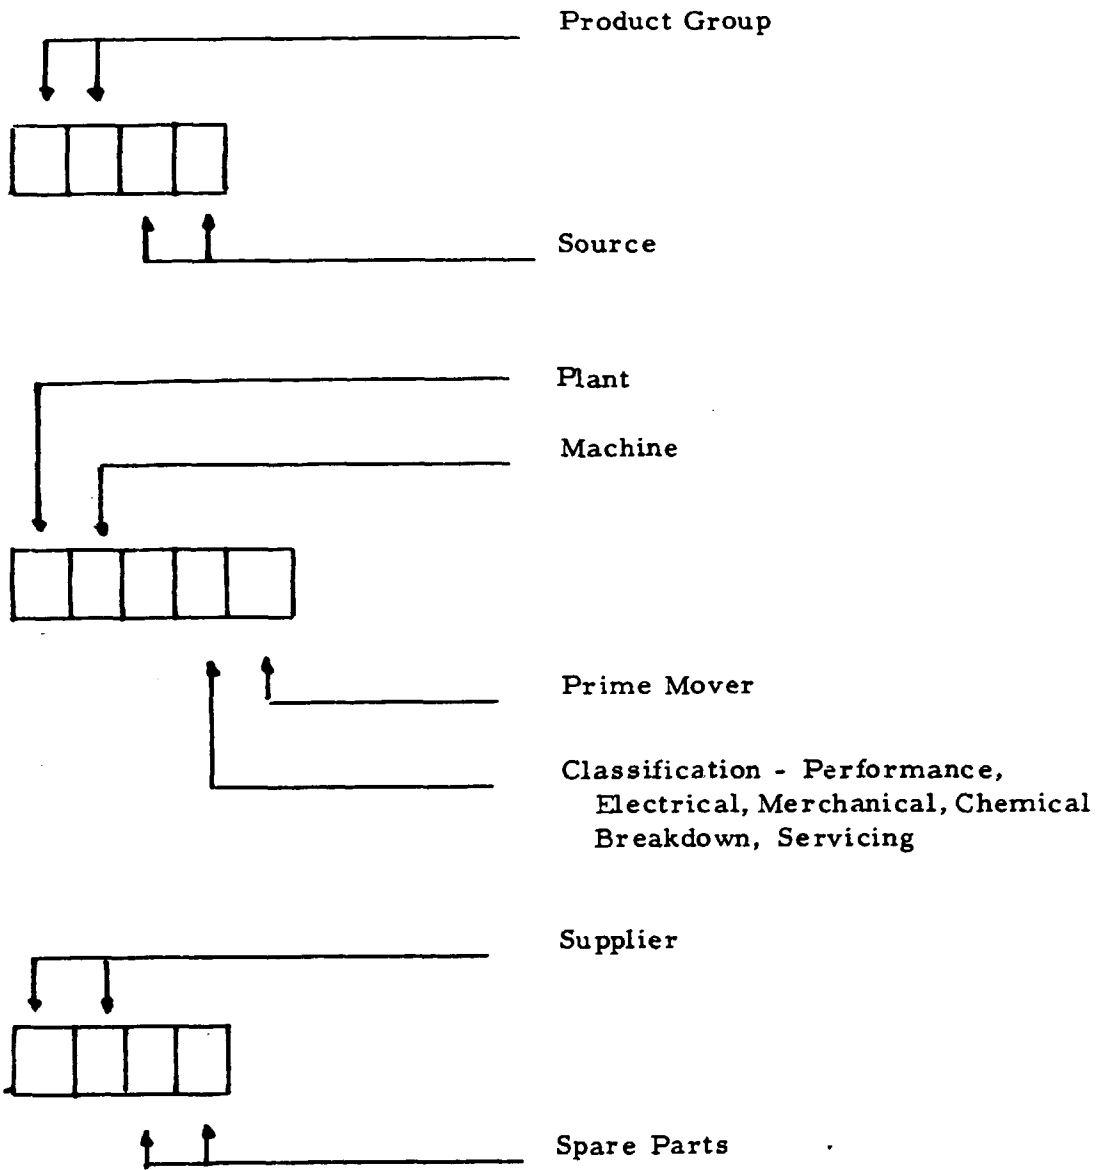 Product Group
Source
Plant
Machine
Prime Mover
Classification - Performance,
Electrical, Merchanical, Chemical
Breakdown, Servicing
Supplier
Spare Parts